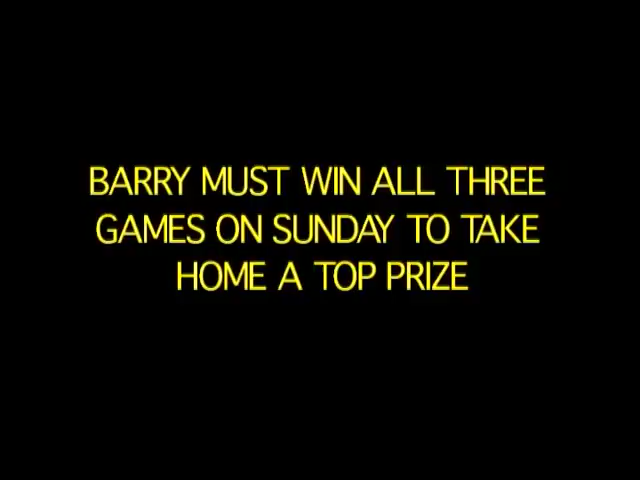 BARRY MUST WIN ALL THREE
GAMES ON SUNDAY TO TAKE
HOME A TOP PRIZE